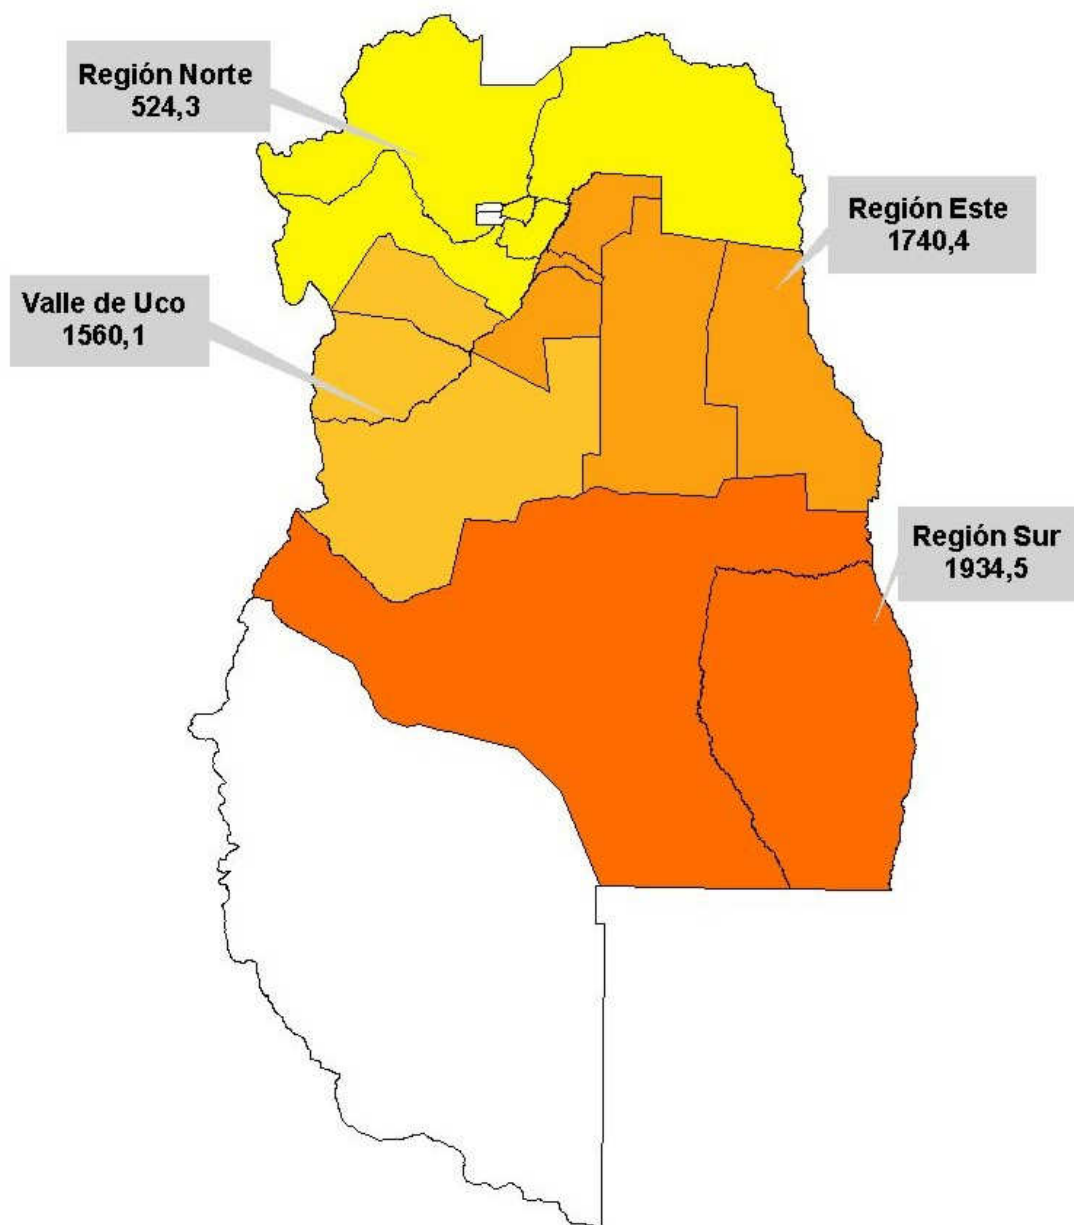 Región Norte
524,3
Región Este
1740,4
Valle de Uco
1560,1
Región Sur
1934,5